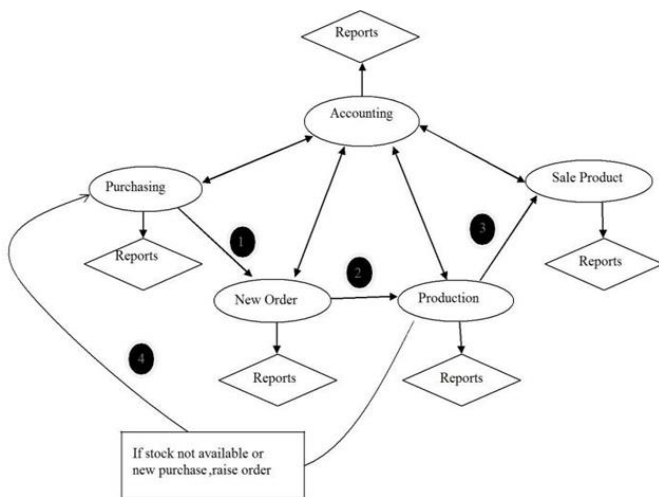 Reports
Accounting
Purchasing
Sale Product
1
3
Reports
Reports
2
New Order
Production
4
Reports
Reports
If stock not available or
new purchase ,raise order